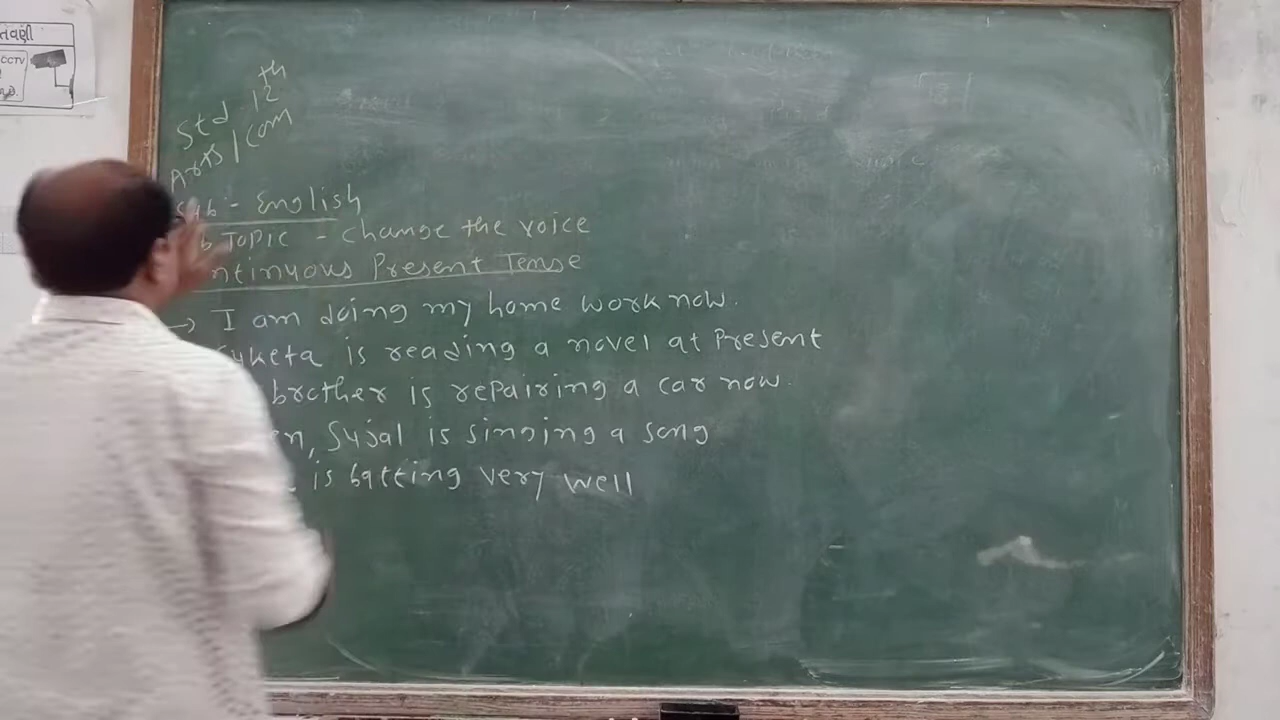 CCTV
Std 12th
Arts / Com
Sub - English
Topic - change the voice
Present Tense
→ I am doing my home work now.
is reading a novel at Present
brother is repairing a car now.
Sujal is singing a song
is batting very well